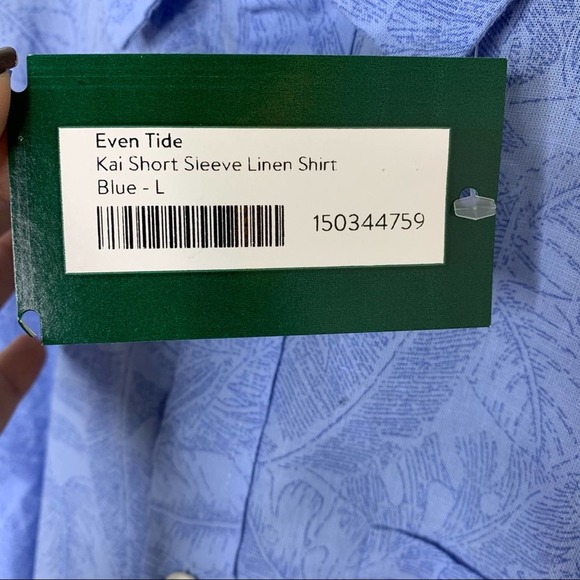 Even Tide
Kai Short Sleeve Linen Shirt
Blue - L
150344759